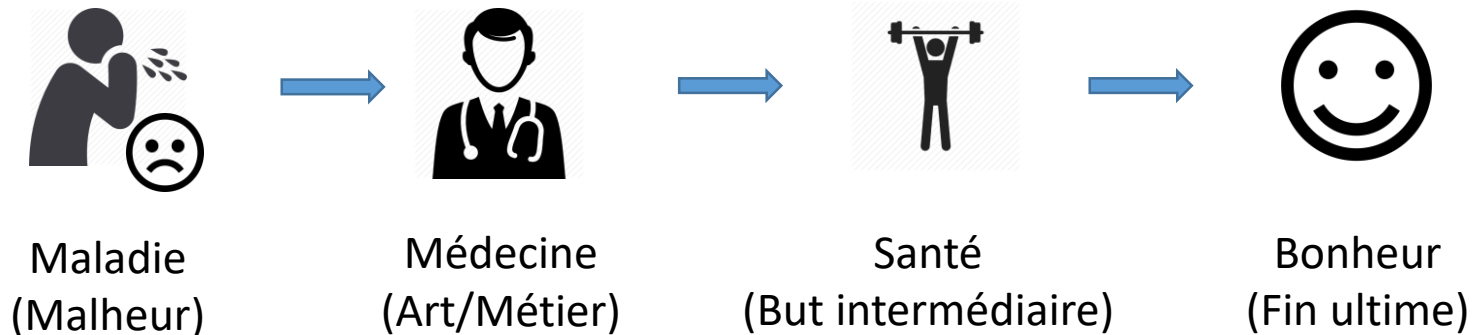 Maladie
(Malheur)
Médecine
(Art/Métier)
Santé
(But intermédiaire)
Bonheur
(Fin ultime)